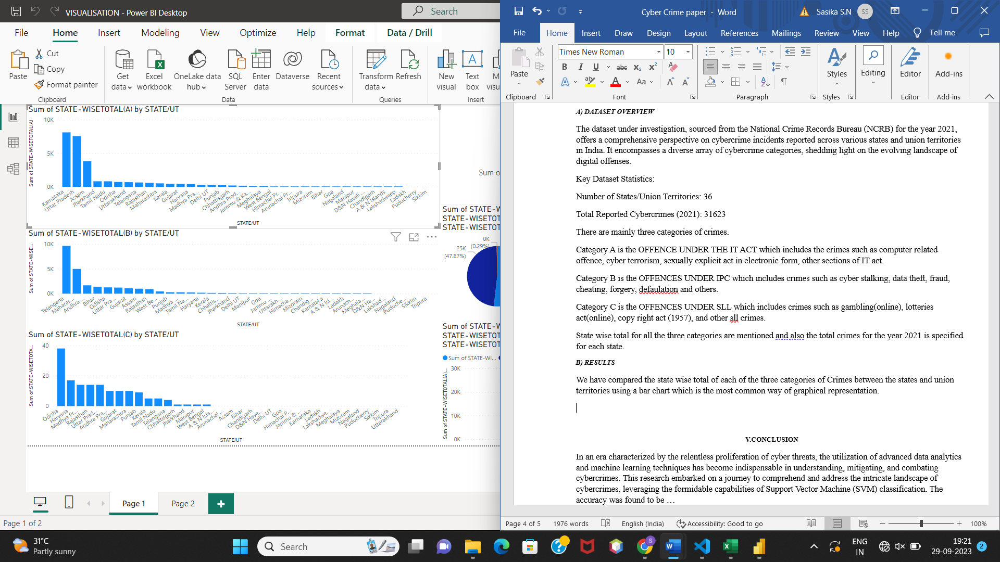 VISUALISATION - Power BI Desktop
Search
File Home Insert Modeling View Optimize Help Format Data / Drill
Paste
Cut
Copy
Format painter
Clipboard
Get data
Excel workbook
OneLake data hub
SQL Server
Enter data
Dataverse
Recent sources
Data
Transform data
Refresh
Queries
New visual
Text box
Insert
Sum of STATE-WISETOTAL(A) by STATE/UT
Sum of STATE-WISETOTAL(A)
10K
5K
0K
Karnataka
Uttar Pradesh
Assam
Jharkhand
Tamil Nadu
Odisha
Uttarakhand
Telangana
Rajasthan
Maharashtra
Kerala
Gujarat
Haryana
Madhya Pra...
Delhi UT
Punjab
Chhattisgarh
Andhra Prad...
Jammu & Ka...
Meghalaya
West Bengal
Himachal Pr...
Arunachal Pr...
Tripura
Mizoram
Bihar
Goa
Nagaland
Manipur
D&N Haveli ...
Chandigarh
A & N Islands
Lakshadweep
Ladakh
Puducherry
Sikkim
STATE/UT
Sum of STATE-WISETOTAL(B) by STATE/UT
Sum of STATE-WISE...
10K
5K
0K
Telangana
Maharas...
Andhra ...
Bihar
Odisha
Uttar Pra...
Gujarat
Assam
Rajasthan
West Be...
Punjab
Madhya ...
Tamil Na...
Haryana
Kerala
Chhattis...
Jharkhand
Delhi UT
Manipur
Goa
Jammu ...
Uttarakh...
Himacha...
Mizoram
Chandig...
Karnataka
A & N Isl...
Ladakh
Arunach...
Meghala...
D&N Ha...
Lakshad...
Nagaland
Puduche...
Sikkim
Tripura
STATE/UT
Sum of STATE-WISETOTAL(C) by STATE/UT
Sum of STATE-WISETOTA...
40
20
0
Odisha
Haryana
Madhya Pr...
Rajasthan
Uttar Prad...
Andhra Pra...
Gujarat
Maharashtra
Punjab
Kerala
Tamil Nadu
Telangana
Chhattisgarh
Jharkhand
Manipur
West Bengal
A & N Isla...
Arunachal ...
Assam
Bihar
Chandigarh
D&N Have...
Delhi UT
Goa
Himachal P...
Jammu & ...
Karnataka
Ladakh
Lakshadwe...
Meghalaya
Mizoram
Nagaland
Puducherry
Sikkim
Tripura
Uttarakhand
STATE/UT
Sum o
Sum of STATE-W
STATE-WISETOT
STATE-WISETOT
0K
(0.29%)
25K
(47.87%)
Sum of STATE-W
STATE-WISETOT
STATE-WISETOT
Sum of STATE-WI...
Sum of STATE-WISETOTAL(A)...
30K
20K
10K
0K
Page 1 Page 2 +
Page 1 of 2
Cyber Crime paper - Word
Sasika S.N SS
File Home Insert Draw Design Layout References Mailings Review View Help Tell me
Paste
Clipboard
Times New Roman 10
Font
Paragraph
Styles
Styles
Editing
Editor
Editor
Add-ins
Add-ins
A) DATASET OVERVIEW
The dataset under investigation, sourced from the National Crime Records Bureau (NCRB) for the year 2021,
offers a comprehensive perspective on cybercrime incidents reported across various states and union territories
in India. It encompasses a diverse array of cybercrime categories, shedding light on the evolving landscape of
digital offenses.
Key Dataset Statistics:
Number of States/Union Territories: 36
Total Reported Cybercrimes (2021): 31623
There are mainly three categories of crimes.
Category A is the OFFENCE UNDER THE IT ACT which includes the crimes such as computer related
offence, cyber terrorism, sexually explicit act in electronic form, other sections of IT act.
Category B is the OFFENCES UNDER IPC which includes crimes such as cyber stalking, data theft, fraud,
cheating, forgery, defaulation and others.
Category C is the OFFENCES UNDER SLL which includes crimes such as gambling(online), lotteries
act(online), copy right act (1957), and other sll crimes.
State wise total for all the three categories are mentioned and also the total crimes for the year 2021 is specified
for each state.
B) RESULTS
We have compared the state wise total of each of the three categories of Crimes between the states and union
territories using a bar chart which is the most common way of graphical representation.
V.CONCLUSION
In an era characterized by the relentless proliferation of cyber threats, the utilization of advanced data analytics
and machine learning techniques has become indispensable in understanding, mitigating, and combating
cybercrimes. This research embarked on a journey to comprehend and address the intricate landscape of
cybercrimes, leveraging the formidable capabilities of Support Vector Machine (SVM) classification. The
accuracy was found to be …
Page 4 of 5 1976 words English (India) Accessibility: Good to go 100%
31°C
Partly sunny
Search
ENG
IN
19:21
29-09-2023
2